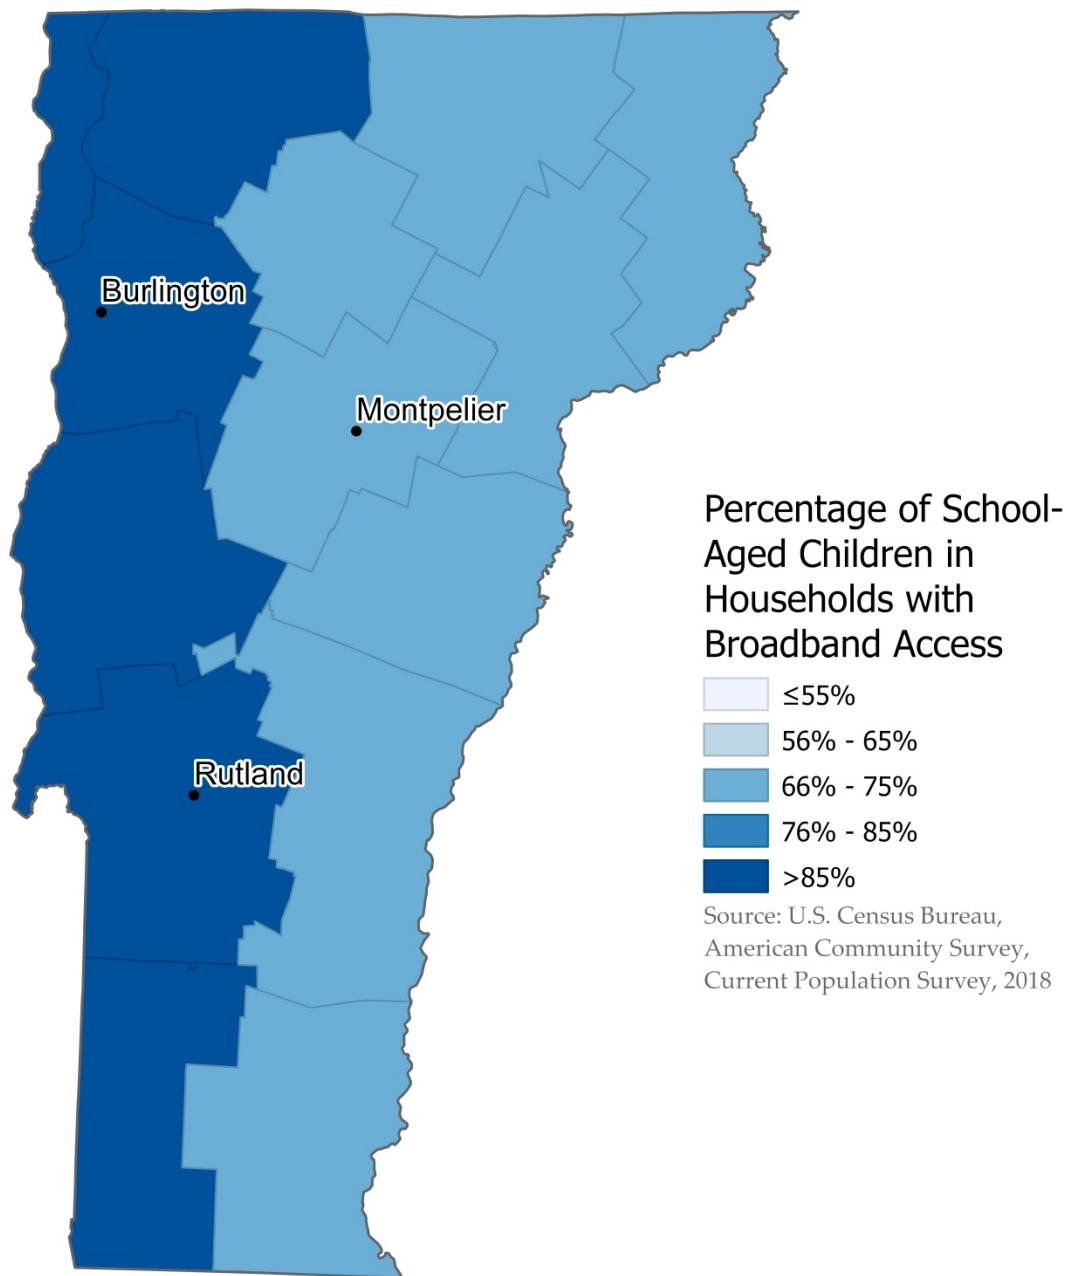 Burlington
Montpelier
Rutland
Percentage of School-
Aged Children in
Households with
Broadband Access
≤55%
56% - 65%
66% - 75%
76% - 85%
>85%
Source: U.S. Census Bureau,
American Community Survey,
Current Population Survey, 2018